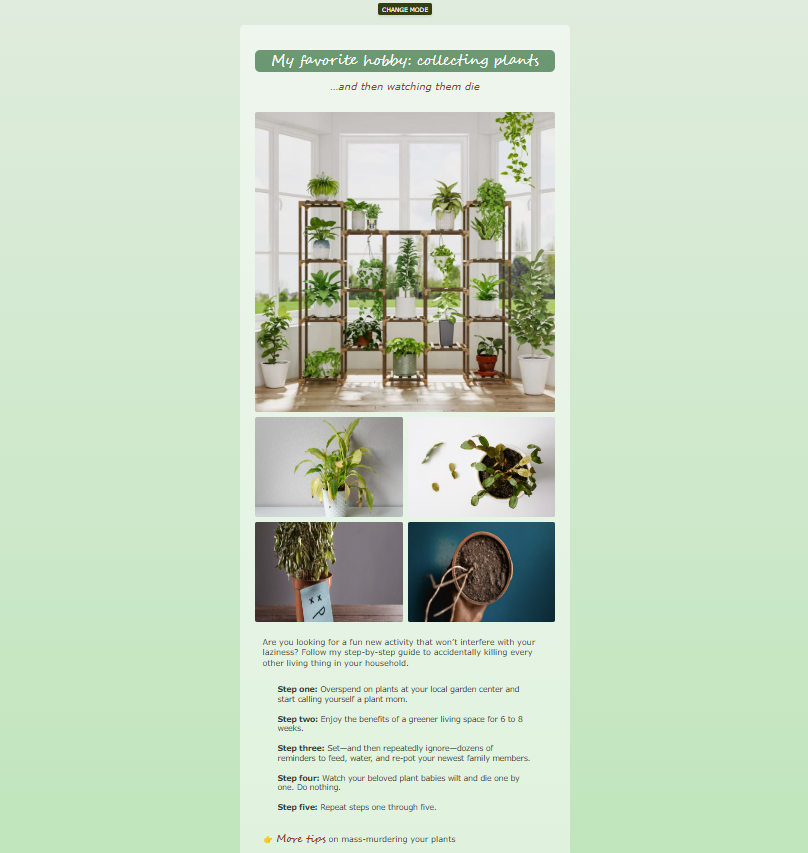 CHANGE MODE
My favorite hobby: collecting plants
...and then watching them die
Are you looking for a fun new activity that won't interfere with your
laziness? Follow my step-by-step guide to accidentally killing every
other living thing in your household.
Step one: Overspend on plants at your local garden center and
start calling yourself a plant mom.
Step two: Enjoy the benefits of a greener living space for 6 to 8
weeks.
Step three: Set—and then repeatedly ignore—dozens of
reminders to feed, water, and re-pot your newest family members.
Step four: Watch your beloved plant babies wilt and die one by
one. Do nothing.
Step five: Repeat steps one through five.
👉 More tips on mass-murdering your plants